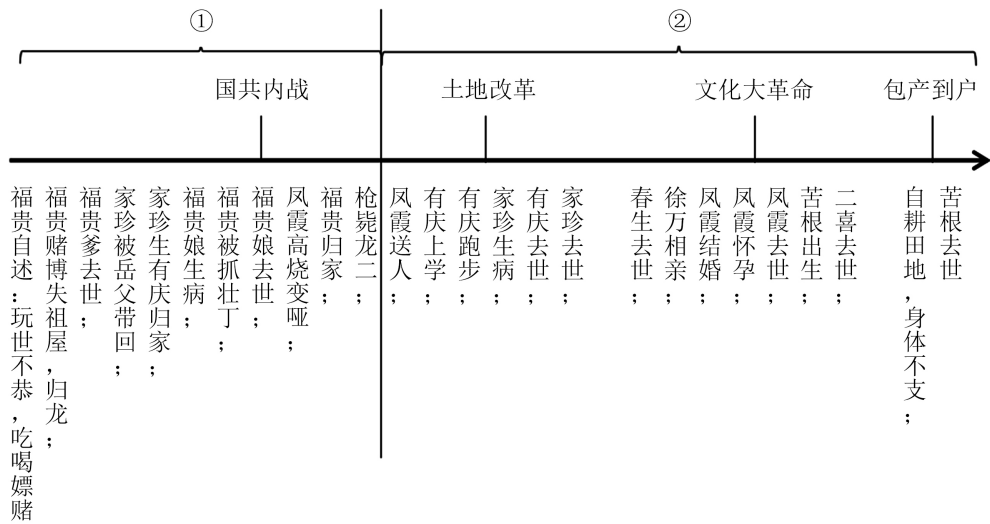 ①
②
国共内战
土地改革
文化大革命
包产到户
福贵自述：玩世不恭，吃喝嫖赌
福贵赌博失祖屋，归龙；
福贵爹去世；
家珍被岳父带回；
家珍生有庆归家；
福贵娘生病；
福贵被抓壮丁；
福贵娘去世；
凤霞高烧变哑；
福贵归家；
枪毙龙二；
凤霞送人；
有庆上学；
有庆跑步；
家珍生病；
有庆去世；
家珍去世；
春生去世；
徐万相亲；
凤霞结婚；
凤霞怀孕；
凤霞去世；
苦根出生；
二喜去世；
自耕田地，身体不支；
苦根去世